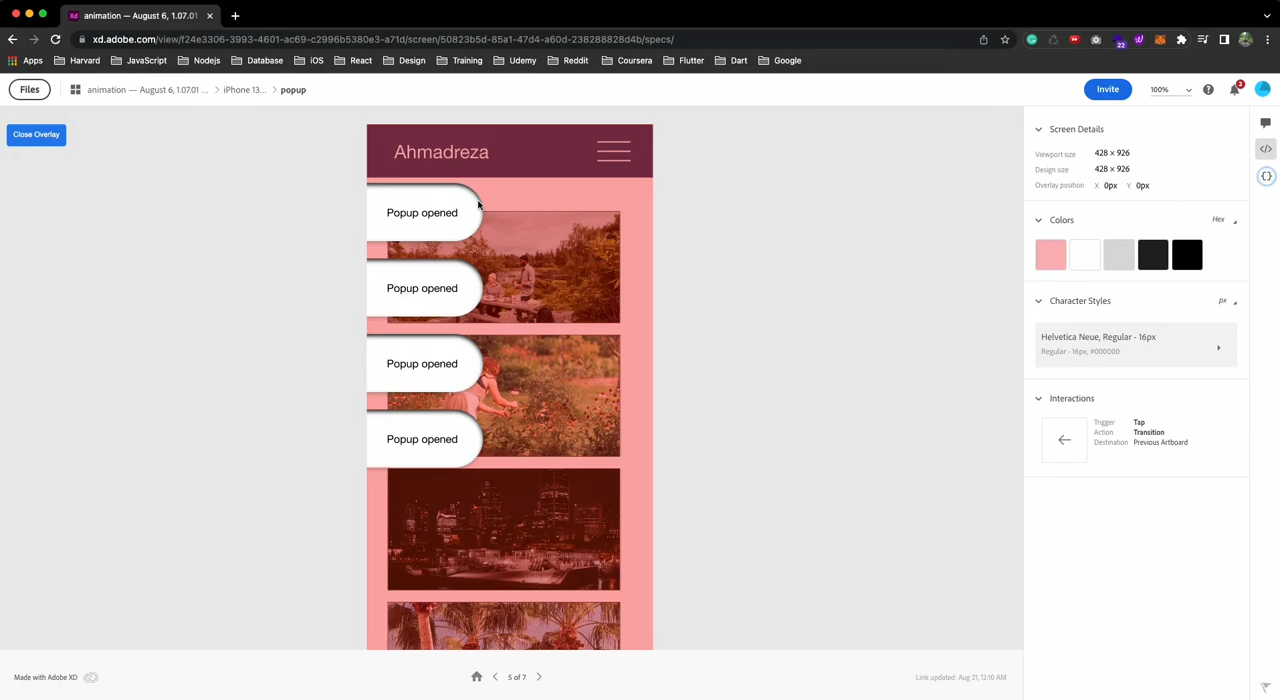 animation — August 6, 1.07.01
xd.adobe.com/view/f24e3306-3993-4601-ac69-c2996b5380e3-a71d/screen/50823b5d-85a1-47d4-a60d-238288828d4b/specs/
22
Apps Harvard JavaScript Nodejs Database iOS React Design Training Udemy Reddit Coursera Flutter Dart Google
Files animation — August 6, 1.07.01 ... iPhone 13... popup Invite 100% 2
Close Overlay
Ahmadreza
Popup opened
Popup opened
Popup opened
Popup opened
Screen Details
Viewport size 428 × 926
Design size 428 × 926
Overlay position X 0px Y 0px
Colors Hex
Character Styles px
Helvetica Neue, Regular - 16px
Regular - 16px, #000000
Interactions
Trigger Tap
Action Transition
Destination Previous Artboard
Made with Adobe XD 5 of 7 Link updated: Aug 21, 12:10 AM